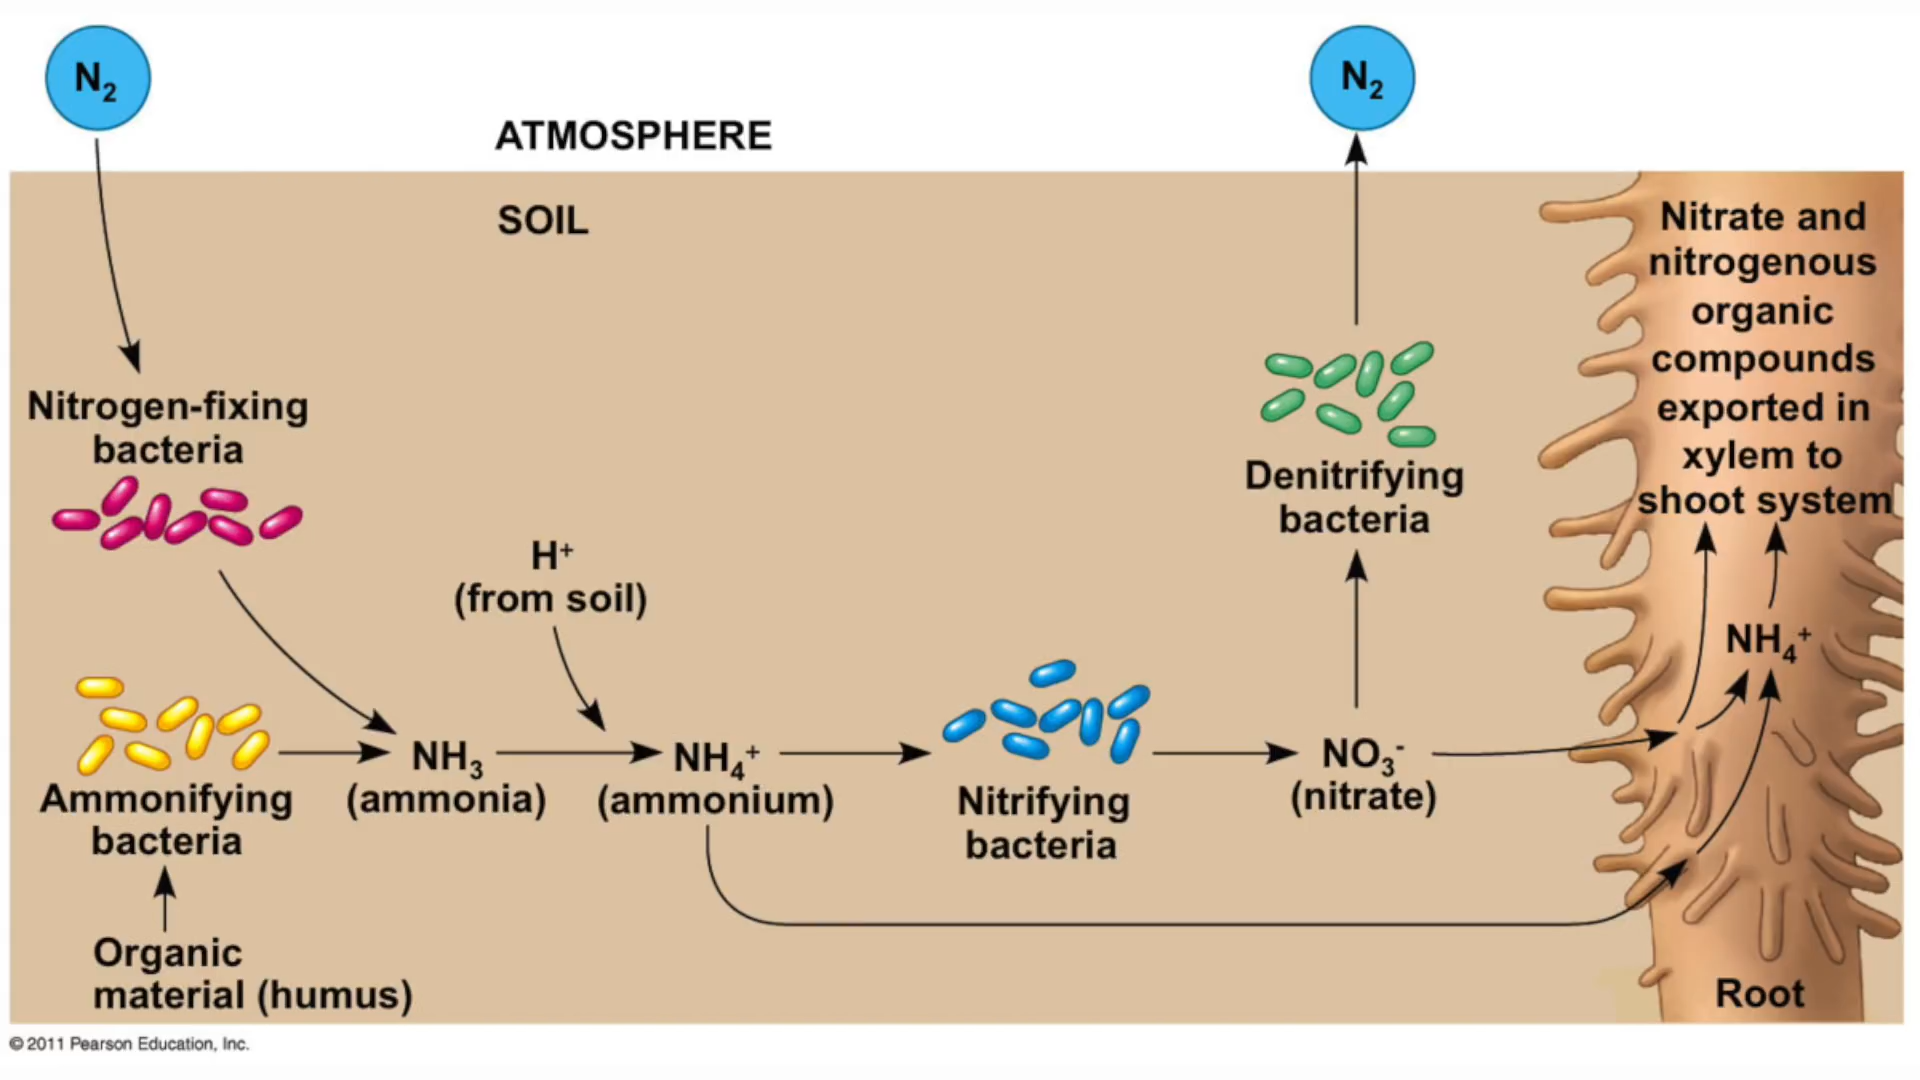 N₂
N₂
ATMOSPHERE
SOIL
Nitrate and
nitrogenous
organic
compounds
exported in
xylem to
shoot system
Nitrogen-fixing
bacteria
Denitrifying
bacteria
H⁺
(from soil)
NH₄⁺
NH₃
(ammonia)
NH₄⁺
(ammonium)
NO₃⁻
(nitrate)
Ammonifying
bacteria
Nitrifying
bacteria
Organic
material (humus)
Root
© 2011 Pearson Education, Inc.